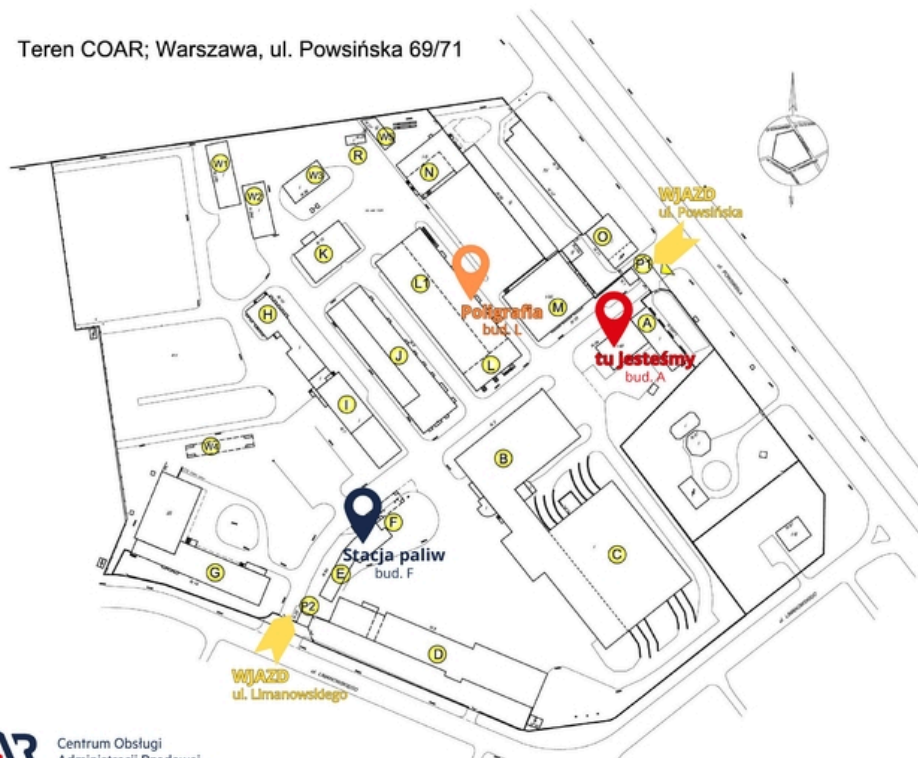 Teren COAR; Warszawa, ul. Powsińska 69/71
W1
W2
W3
R
W5
N
WJAZD
ul. Powsińska
O
P1
K
L1
Poligrafia
bud. L
M
A
tu jesteśmy
bud. A
H
J
L
I
W4
B
F
Stacja paliw
bud. F
C
G
E
P2
D
WJAZD
ul. Limanowskiego
Centrum Obsługi